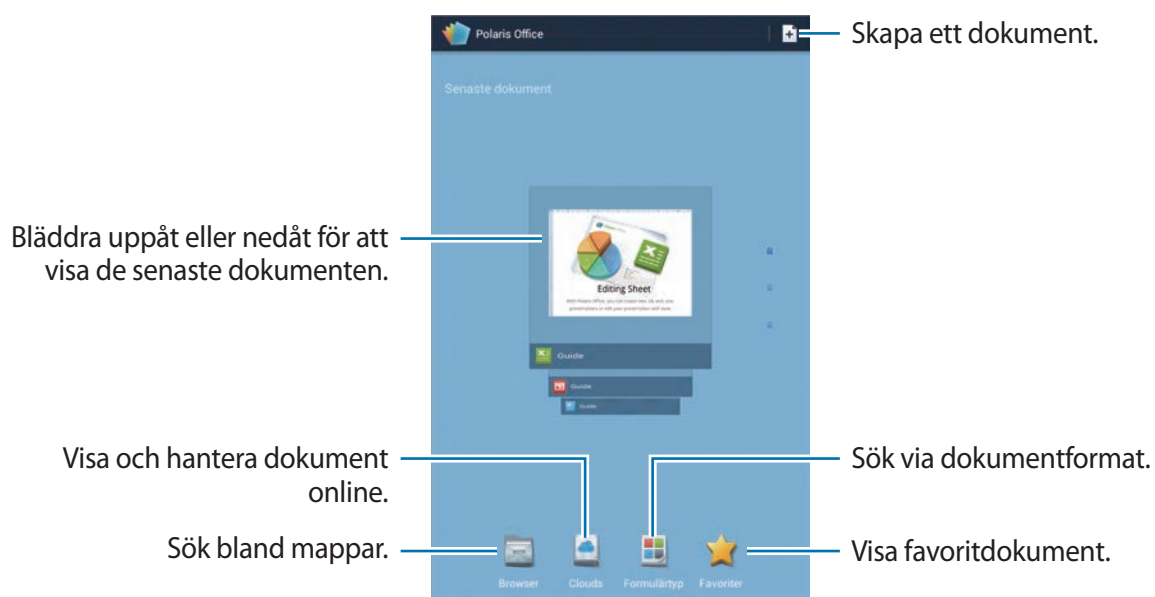 Polaris Office
Skapa ett dokument.
Senaste dokument
Bläddra uppåt eller nedåt för att
visa de senaste dokumenten.
Editing Sheet
Guide
Guide
Guide
Visa och hantera dokument
online.
Sök via dokumentformat.
Sök bland mappar.
Visa favoritdokument.
Browser
Clouds
Formulärtyp
Favoriter